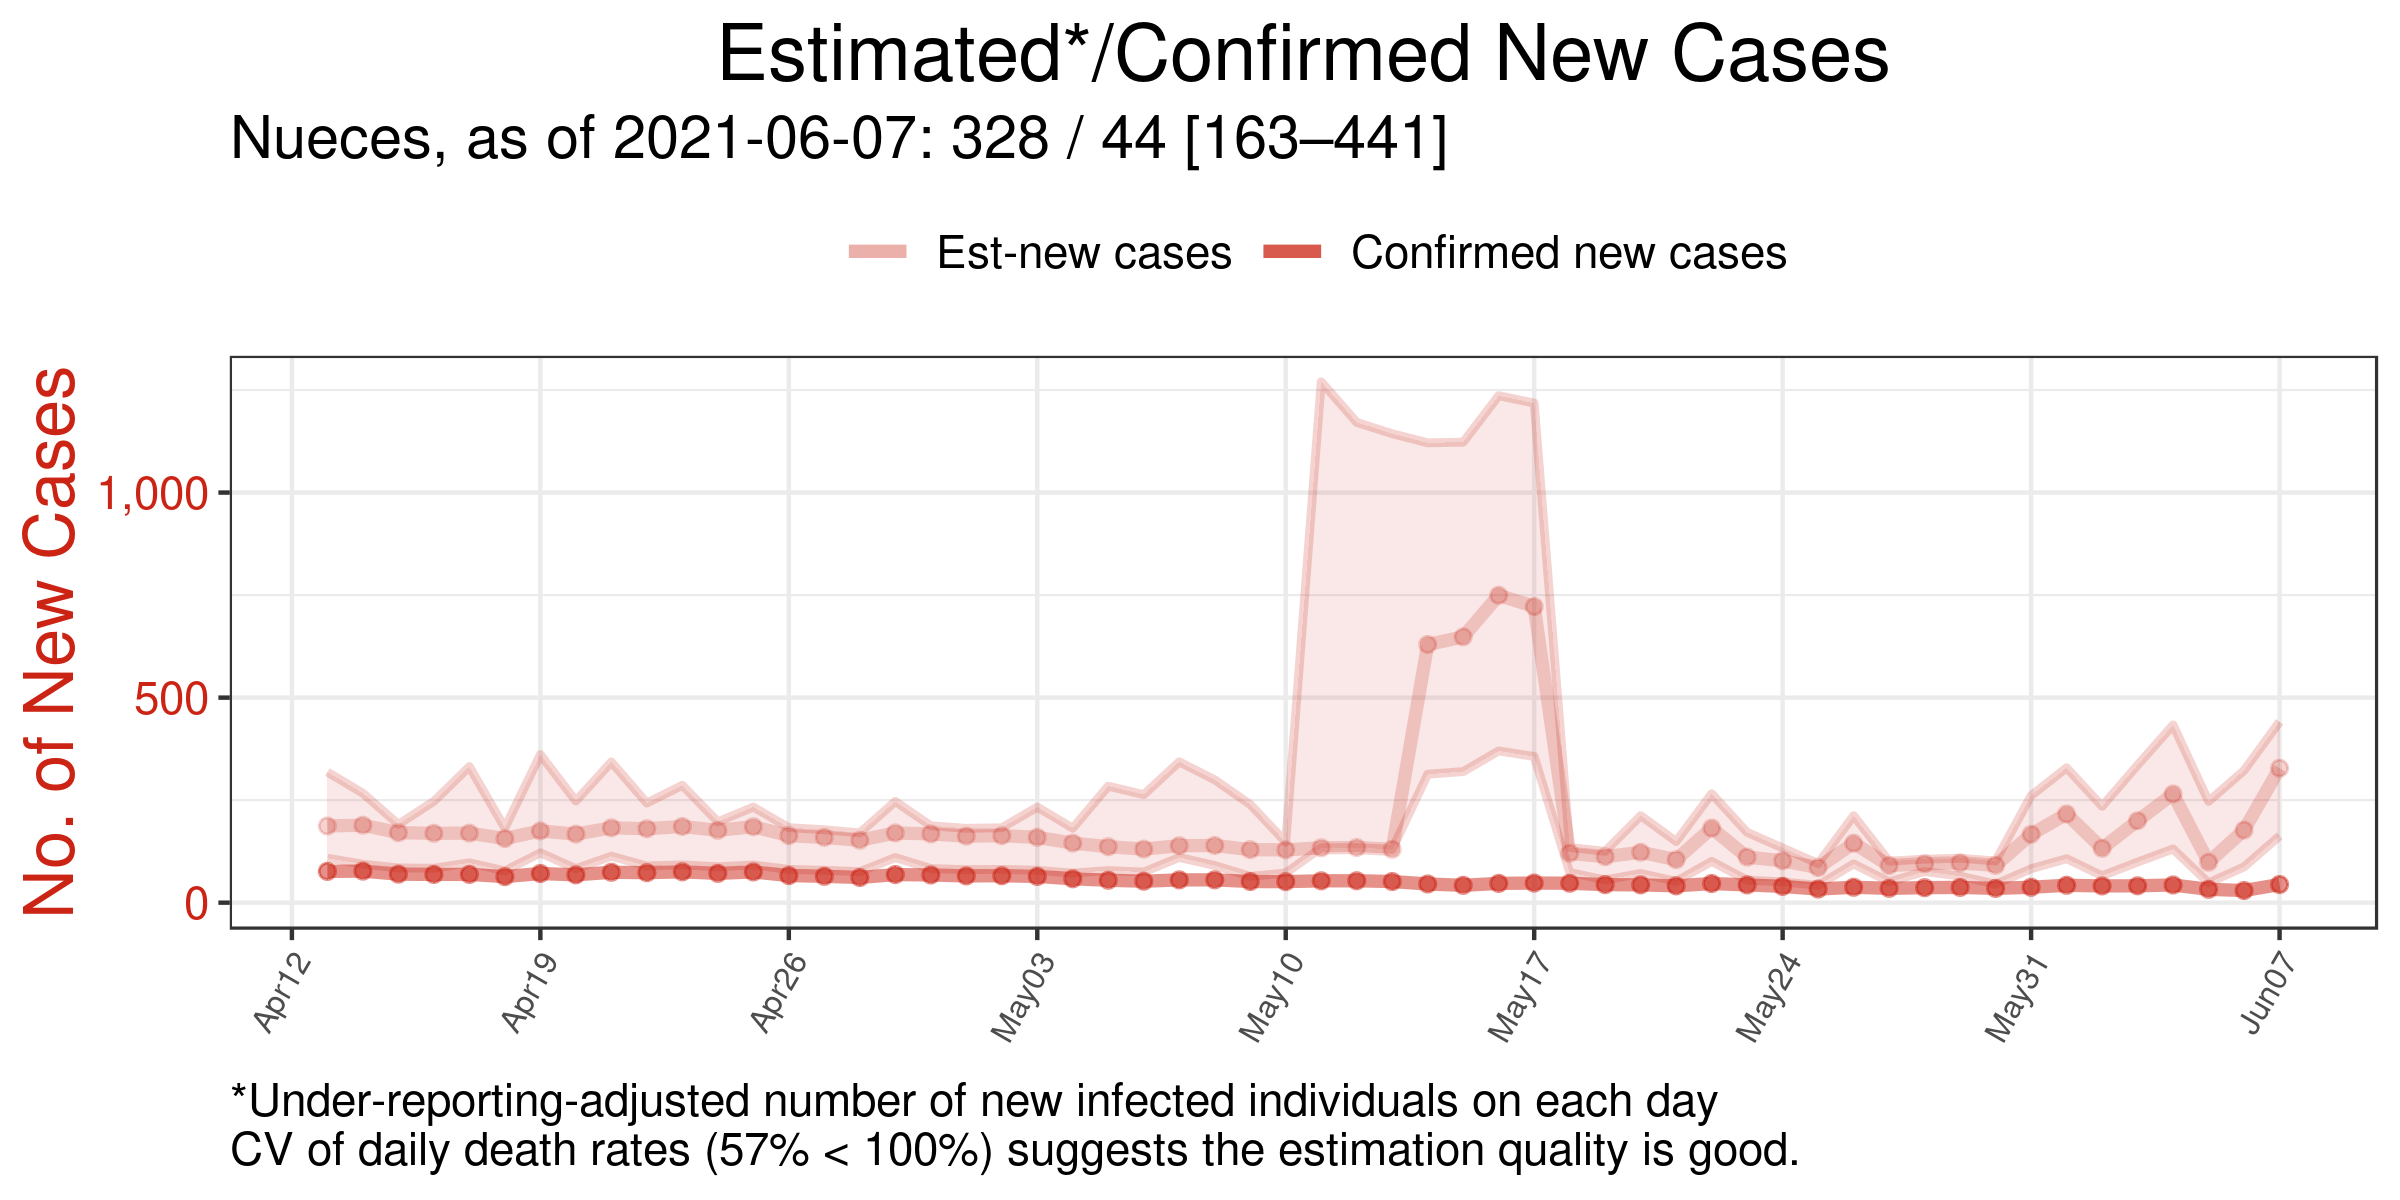 Estimated*/Confirmed New Cases
Nueces, as of 2021-06-07: 328 / 44 [163–441]
Est-new cases
Confirmed new cases
No. of New Cases
1,000
500
0
Apr12
Apr19
Apr26
May03
May10
May17
May24
May31
Jun07
*Under-reporting-adjusted number of new infected individuals on each day
CV of daily death rates (57% < 100%) suggests the estimation quality is good.